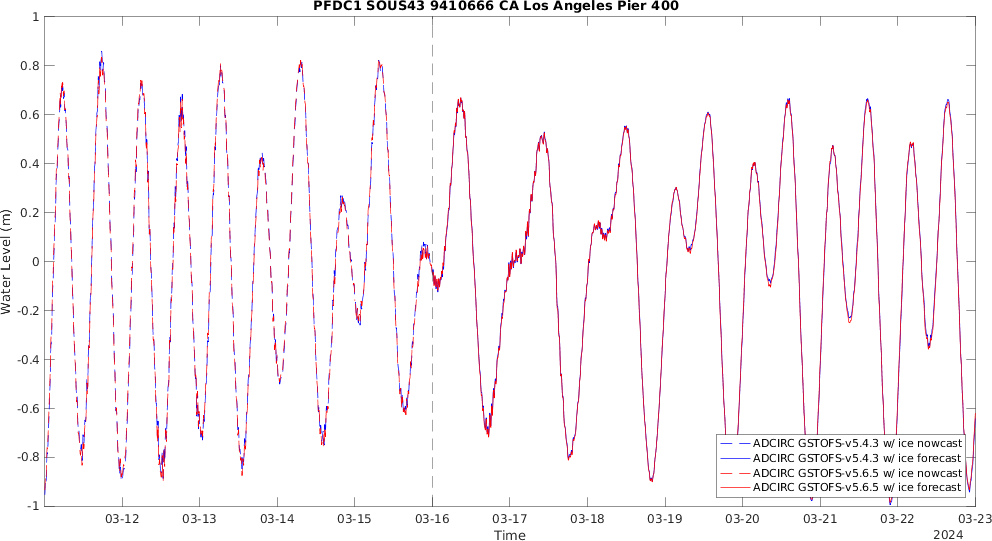 PFDC1 SOUS43 9410666 CA Los Angeles Pier 400
1
0.8
0.6
0.4
0.2
0
-0.2
-0.4
-0.6
-0.8
-1
Water Level (m)
03-12 03-13 03-14 03-15 03-16 03-17 03-18 03-19 03-20 03-21 03-22 03-23
Time
2024
ADCIRC GSTOFS-v5.4.3 w/ ice nowcast
ADCIRC GSTOFS-v5.4.3 w/ ice forecast
ADCIRC GSTOFS-v5.6.5 w/ ice nowcast
ADCIRC GSTOFS-v5.6.5 w/ ice forecast